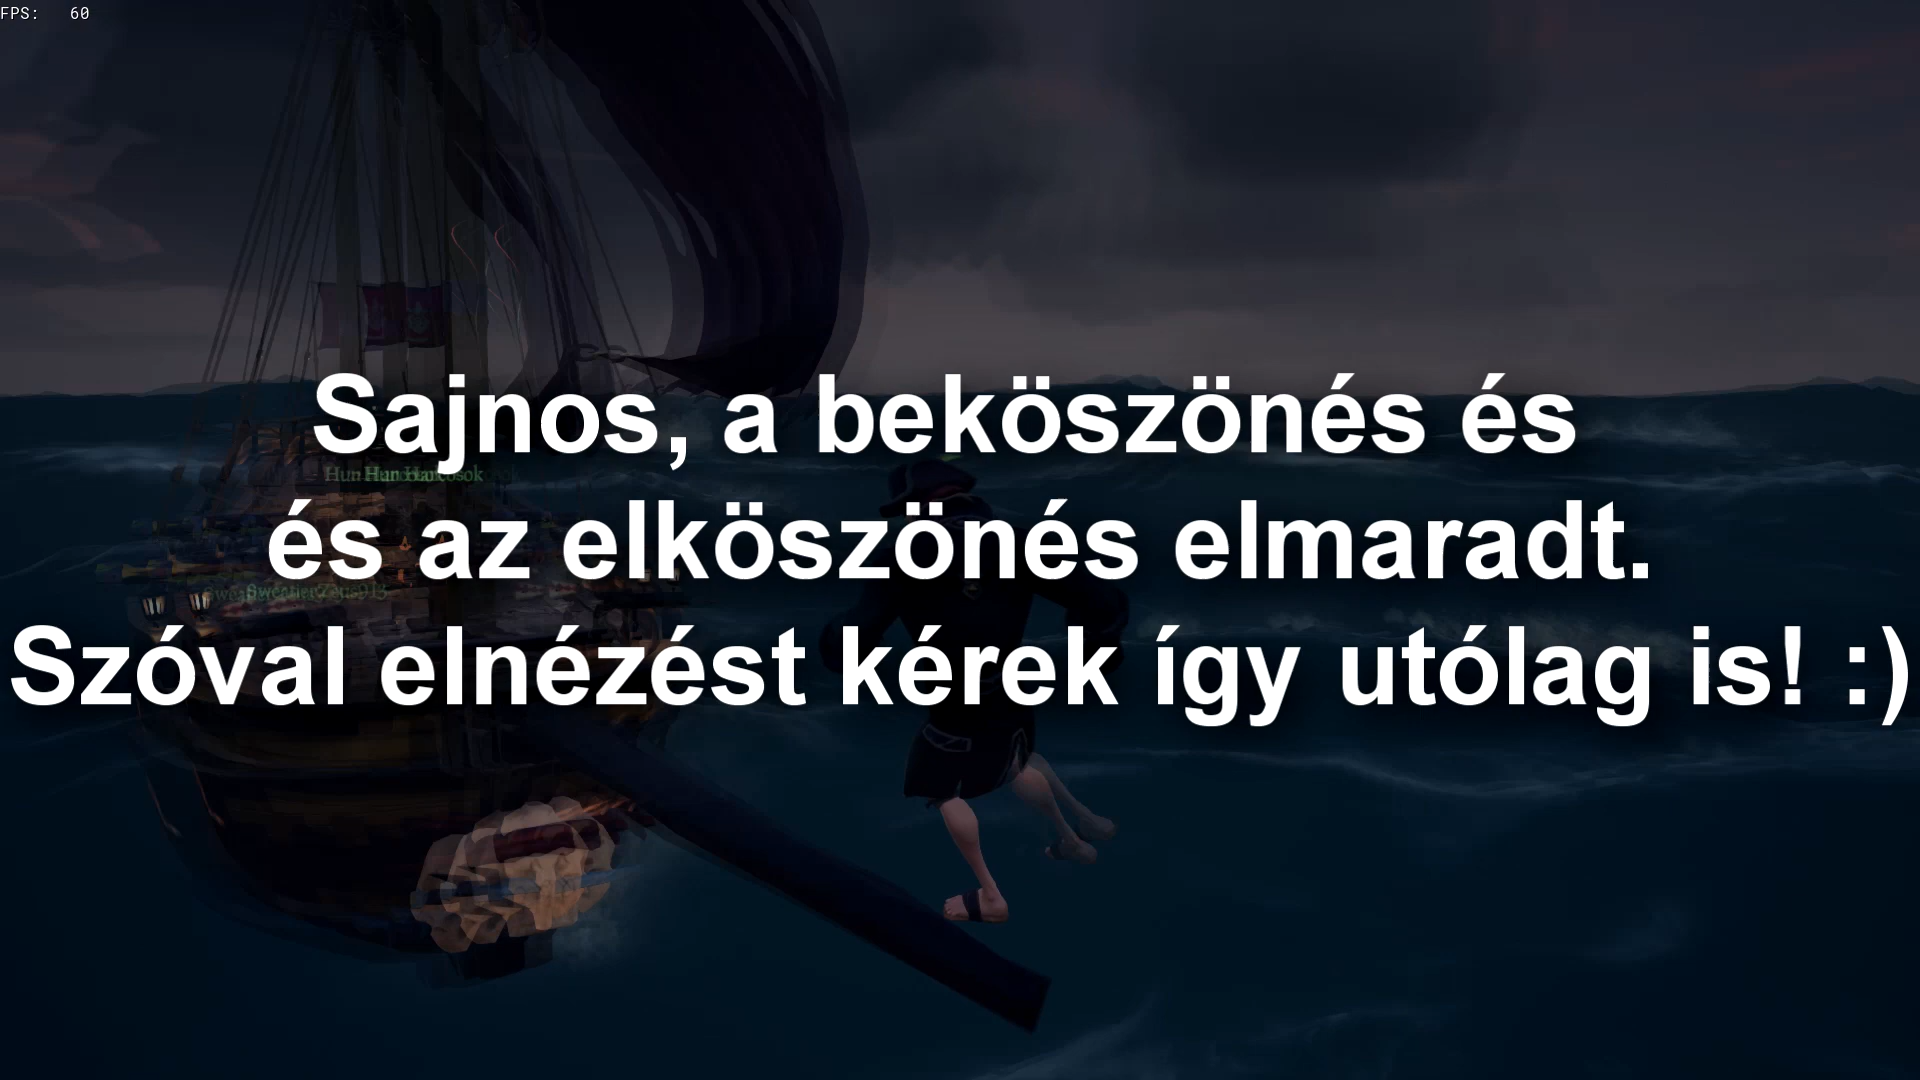 FPS: 60
Sajnos, a beköszönés és
és az elköszönés elmaradt.
Szóval elnézést kérek így utólag is! :)